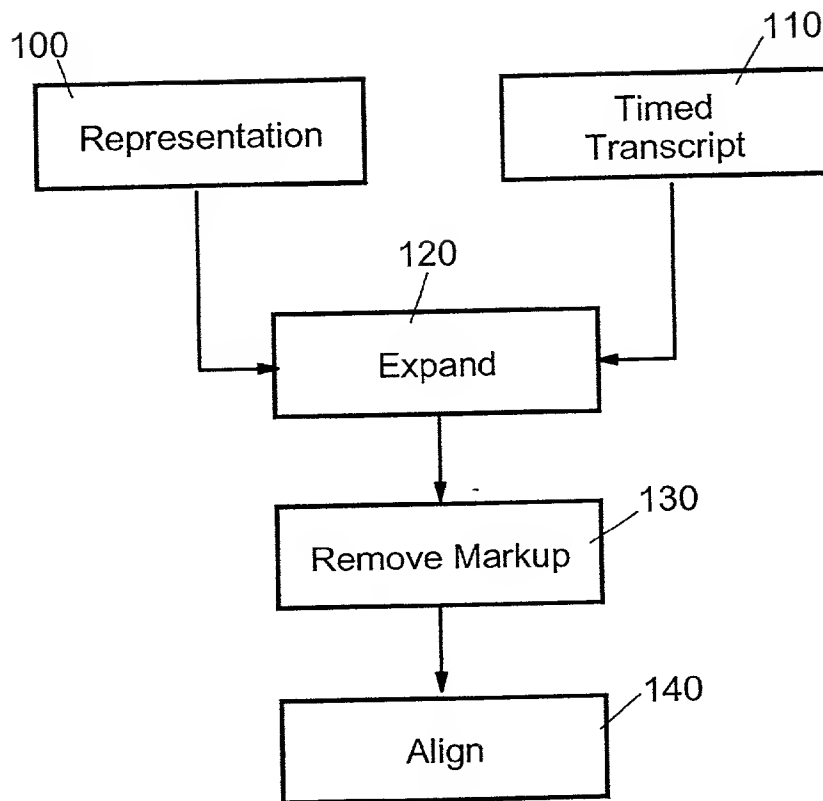 100
110
Representation
Timed
Transcript
120
Expand
130
Remove Markup
140
Align